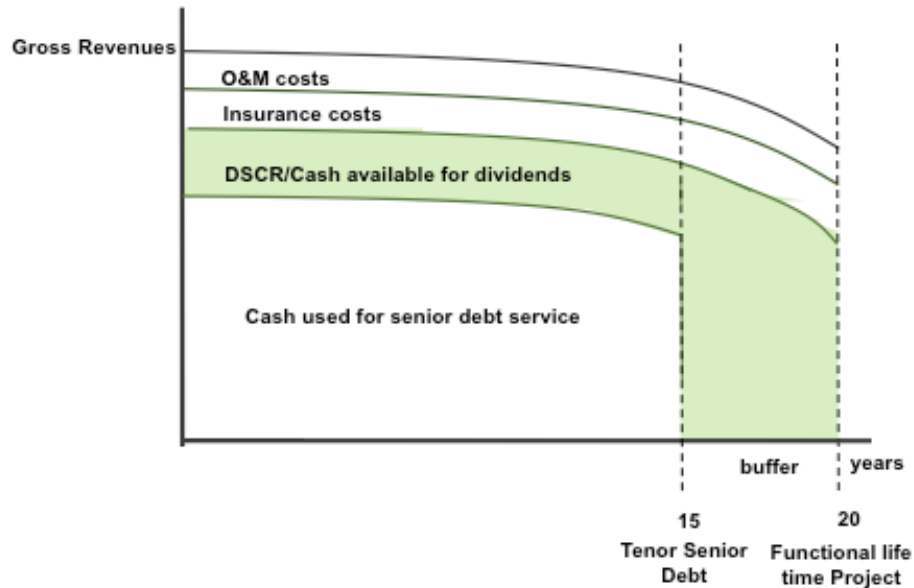 Gross Revenues
O&M costs
Insurance costs
DSCR/Cash available for dividends
Cash used for senior debt service
buffer
years
15
20
Tenor Senior
Debt
Functional life
time Project